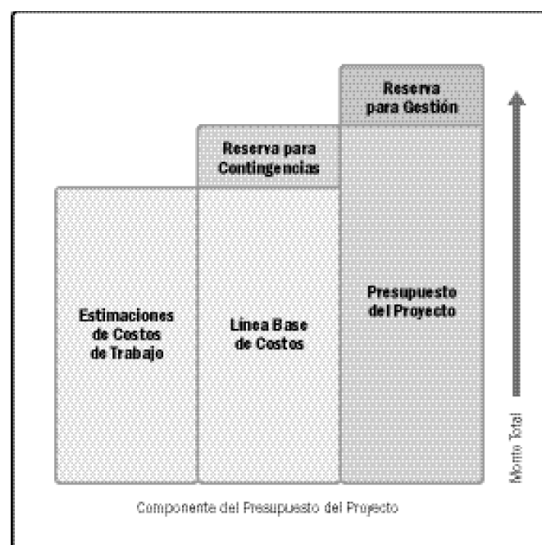 Reserva
para Gestión
Reserva para
Contingencias
Estimaciones
de Costos
de Trabajo
Línea Base
de Costos
Presupuesto
del Proyecto
Monto Total
Componente del Presupuesto del Proyecto